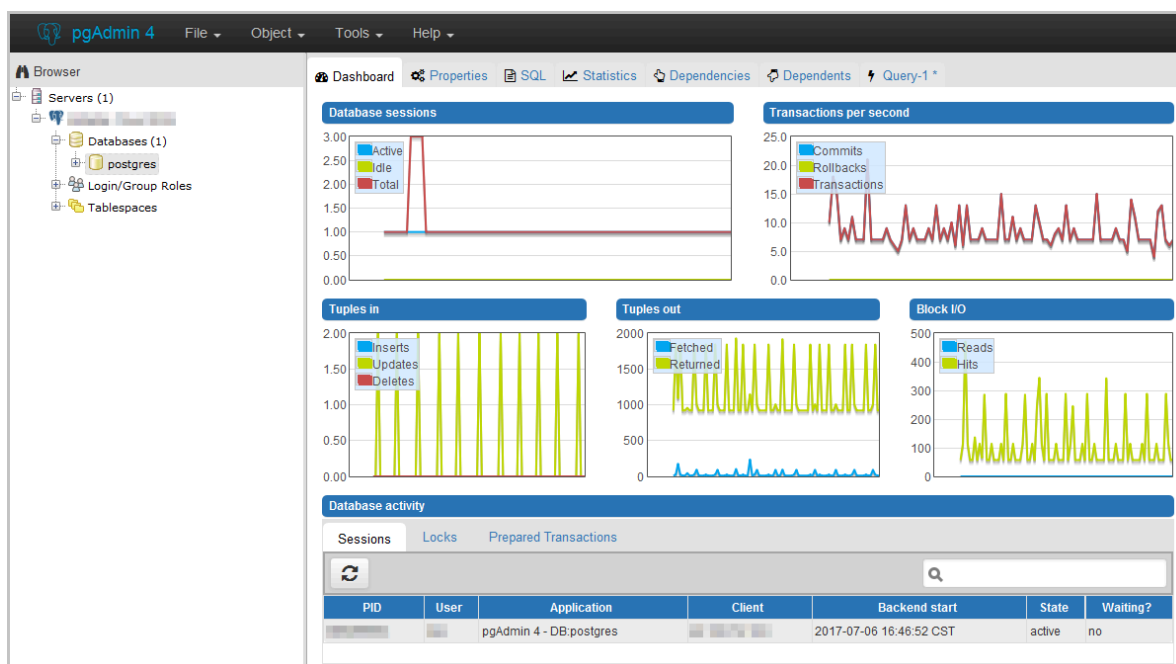 pgAdmin 4 File Object Tools Help
Browser
Dashboard Properties SQL Statistics Dependencies Dependents Query-1 *
Servers (1)
Databases (1)
postgres
Login/Group Roles
Tablespaces
Database sessions
3.00
2.50
2.00
1.50
1.00
0.50
0.00
Active
Idle
Total
Transactions per second
25.0
20.0
15.0
10.0
5.0
0.0
Commits
Rollbacks
Transactions
Tuples in
2.00
1.50
1.00
0.50
0.00
Inserts
Updates
Deletes
Tuples out
2000
1500
1000
500
0
Fetched
Returned
Block I/O
500
400
300
200
100
0
Reads
Hits
Database activity
Sessions Locks Prepared Transactions
PID User Application Client Backend start State Waiting?
pgAdmin 4 - DB:postgres 2017-07-06 16:46:52 CST active no